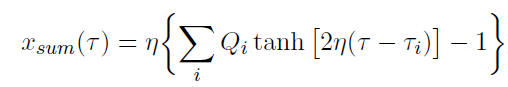 x_{sum}(τ) = η{∑_i Q_i tanh [2η(τ − τ_i)] − 1}